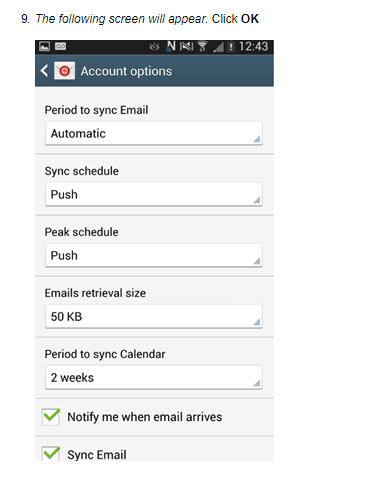 9. The following screen will appear. Click OK
12:43
Account options
Period to sync Email
Automatic
Sync schedule
Push
Peak schedule
Push
Emails retrieval size
50 KB
Period to sync Calendar
2 weeks
Notify me when email arrives
Sync Email